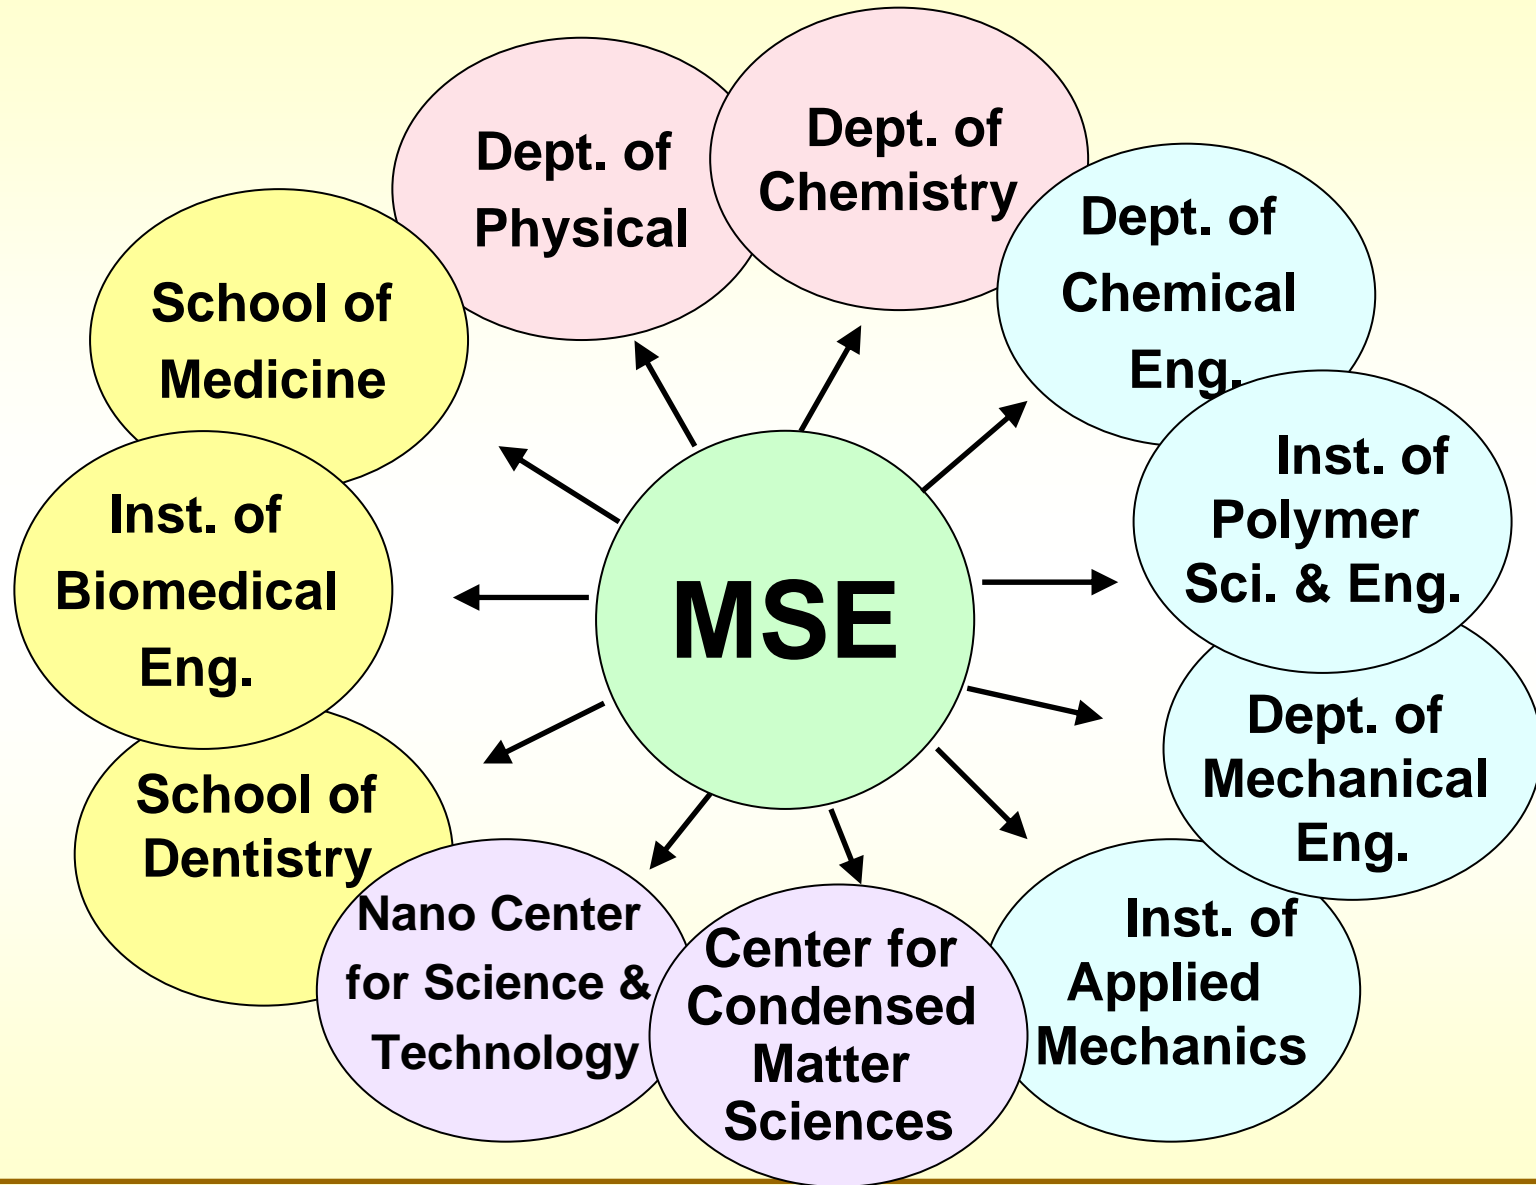 Dept. of
Physical
Dept. of
Chemistry
Dept. of
Chemical
Eng.
School of
Medicine
Inst. of
Polymer
Sci. & Eng.
Inst. of
Biomedical
Eng.
MSE
Dept. of
Mechanical
Eng.
School of
Dentistry
Nano Center
for Science &
Technology
Center for
Condensed
Matter
Sciences
Inst. of
Applied
Mechanics